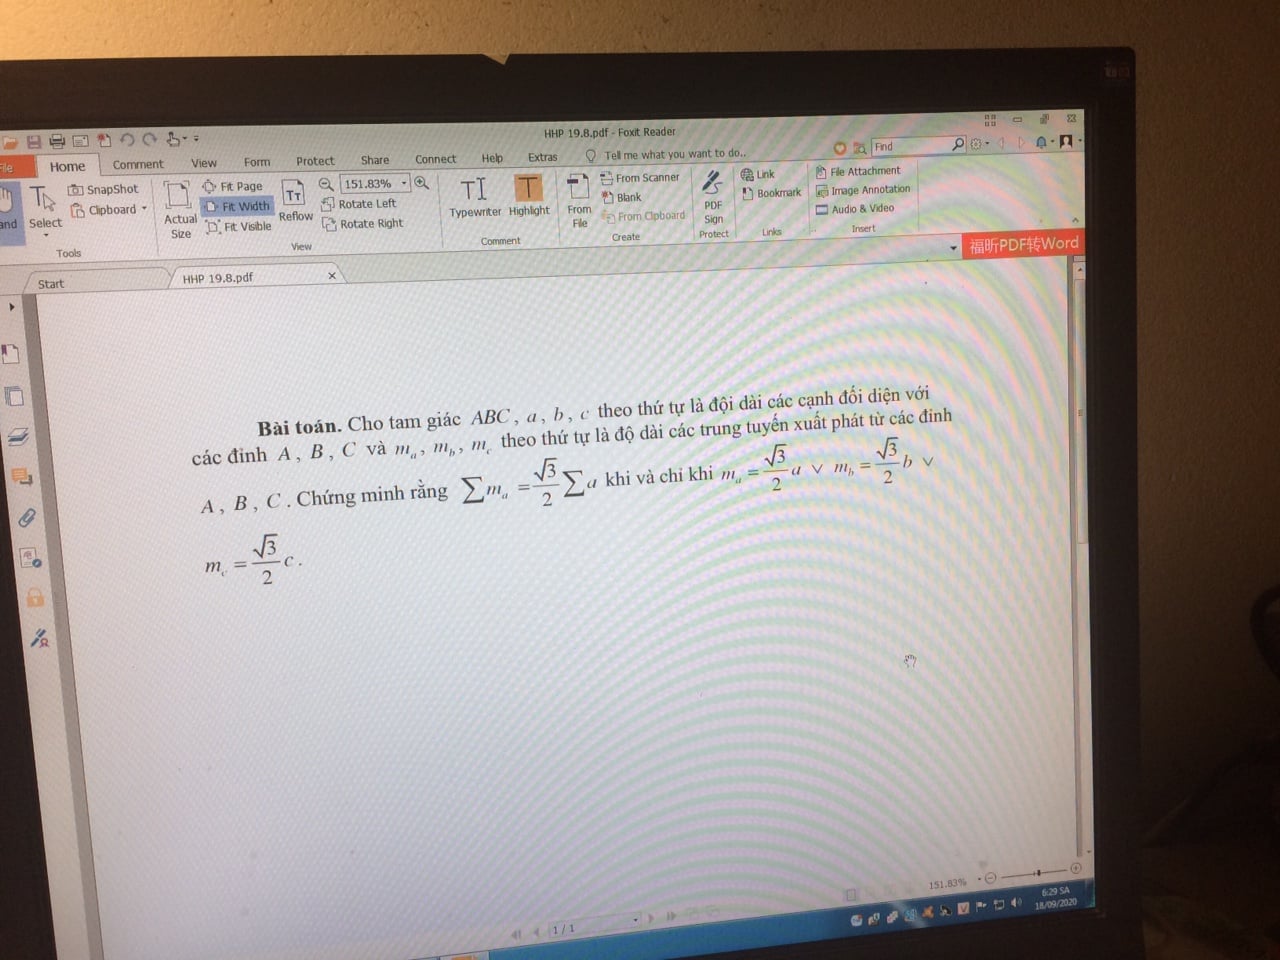 HHP 19.8.pdf - Foxit Reader
File Home Comment View Form Protect Share Connect Help Extras Tell me what you want to do.. Find
Select
SnapShot
Clipboard
Tools
Actual Size
Fit Page
Fit Width
Fit Visible
Reflow
151.83%
Rotate Left
Rotate Right
View
Typewriter
Highlight
Comment
From File
From Scanner
Blank
From Clipboard
Create
PDF Sign
Protect
Link
Bookmark
Links
File Attachment
Image Annotation
Audio & Video
Insert
福昕PDF转Word
Start HHP 19.8.pdf
Bài toán. Cho tam giác ABC , a , b , c theo thứ tự là đội dài các cạnh đối diện với
các đỉnh A , B , C và mₐ, m_b, m_c theo thứ tự là độ dài các trung tuyến xuất phát từ các đỉnh
A , B , C . Chứng minh rằng ∑mₐ = √3/2 ∑a khi và chỉ khi mₐ = √3/2 a ∨ m_b = √3/2 b ∨
m_c = √3/2 c .
151.83%
1 / 1
6:29 SA
18/09/2020